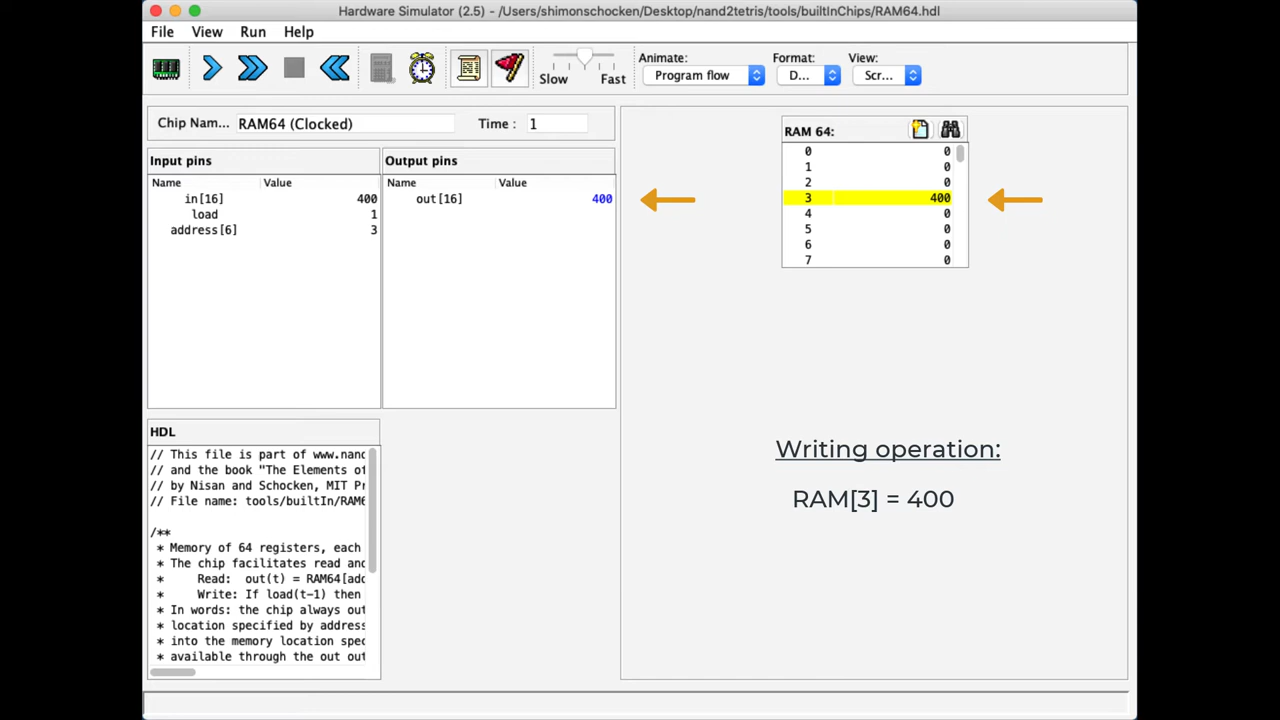 Hardware Simulator (2.5) - /Users/shimonschocken/Desktop/nand2tetris/tools/builtInChips/RAM64.hdl
File View Run Help
Slow Fast
Animate:
Program flow
Format:
D...
View:
Scr...
Chip Nam... RAM64 (Clocked) Time : 1
Input pins
Name Value
in[16] 400
load 1
address[6] 3
Output pins
Name Value
out[16] 400
RAM 64:
0 0
1 0
2 0
3 400
4 0
5 0
6 0
7 0
HDL
// This file is part of www.nanc
// and the book "The Elements of
// by Nisan and Schocken, MIT Pr
// File name: tools/builtIn/RAM6
/**
* Memory of 64 registers, each
* The chip facilitates read and
* Read: out(t) = RAM64[add
* Write: If load(t-1) then
* In words: the chip always out
* location specified by address
* into the memory location spec
* available through the out out
Writing operation:
RAM[3] = 400